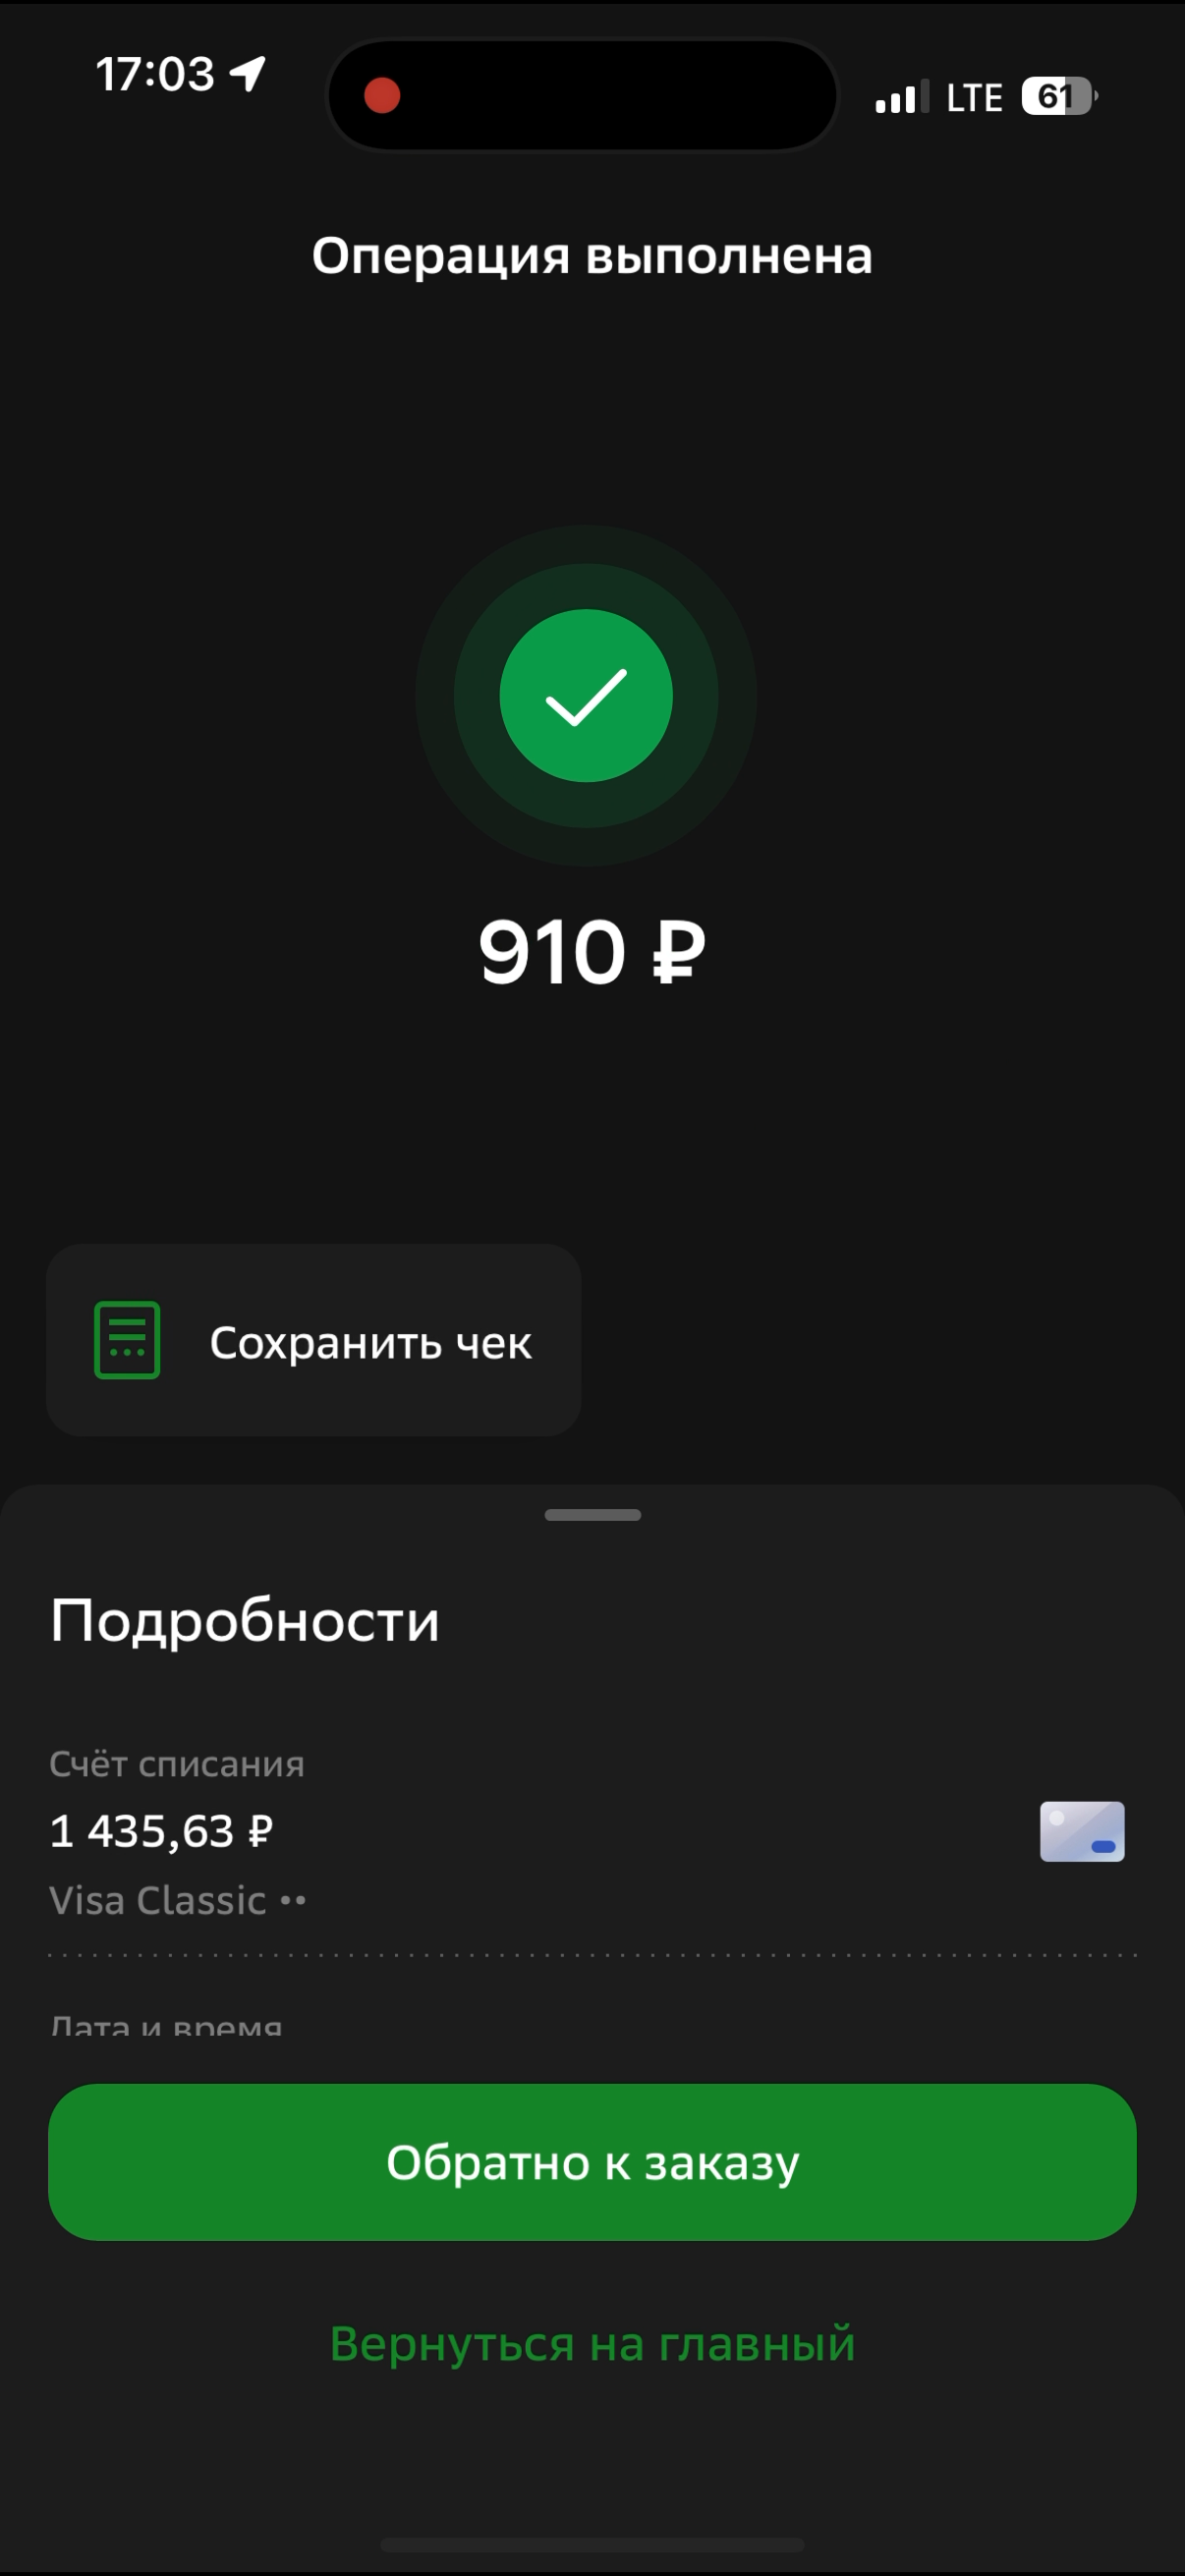 17:03
LTE
61
Операция выполнена
910 ₽
Сохранить чек
Подробности
Счёт списания
1 435,63 ₽
Visa Classic ••
Дата и время
Обратно к заказу
Вернуться на главный